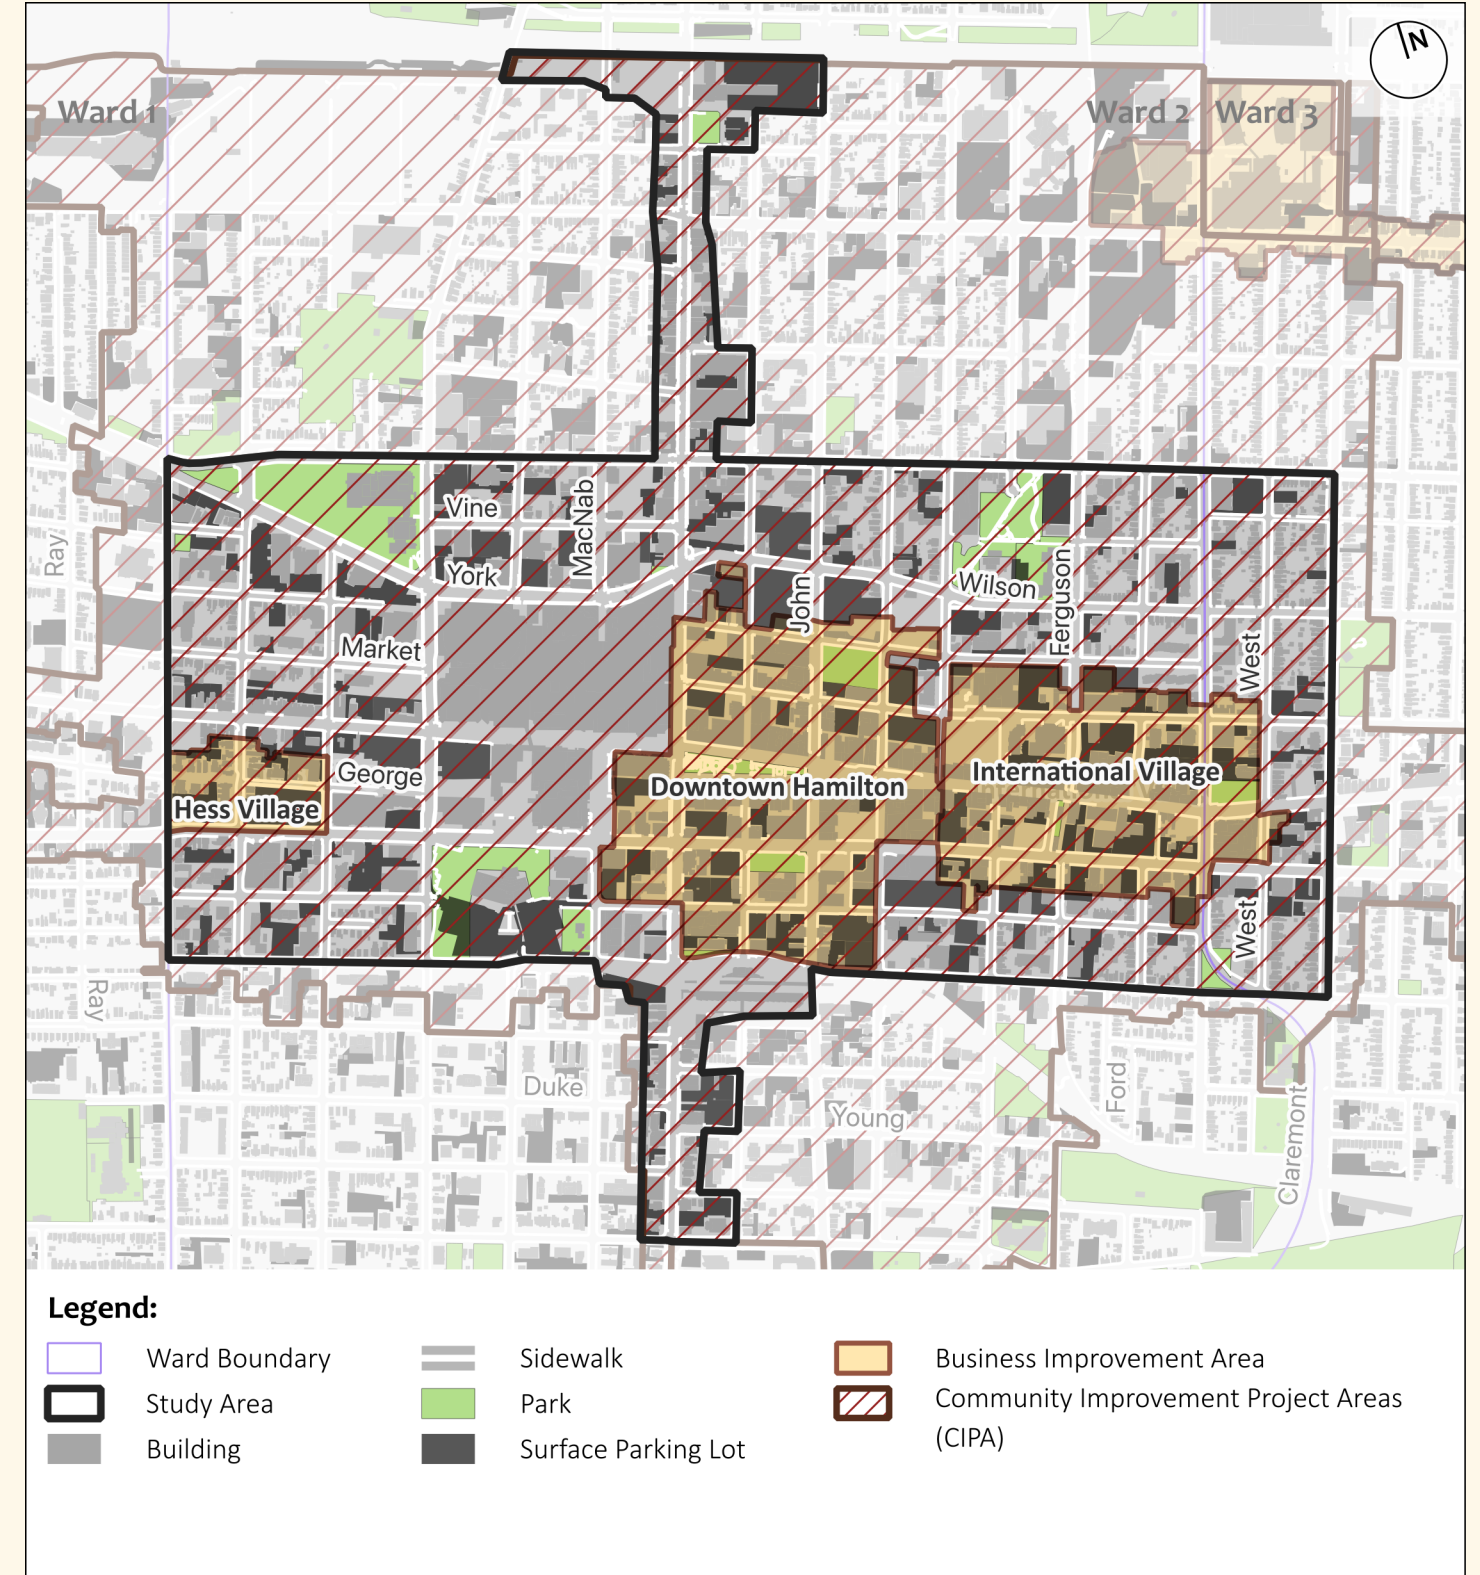 N
Ward 1
Ward 2
Ward 3
Vine
MacNab
York
Ray
John
Wilson
Ferguson
Market
West
George
Hess Village
Downtown Hamilton
International Village
West
Ray
Duke
Young
Ford
Claremont
Legend:
Ward Boundary
Study Area
Building
Sidewalk
Park
Surface Parking Lot
Business Improvement Area
Community Improvement Project Areas
(CIPA)